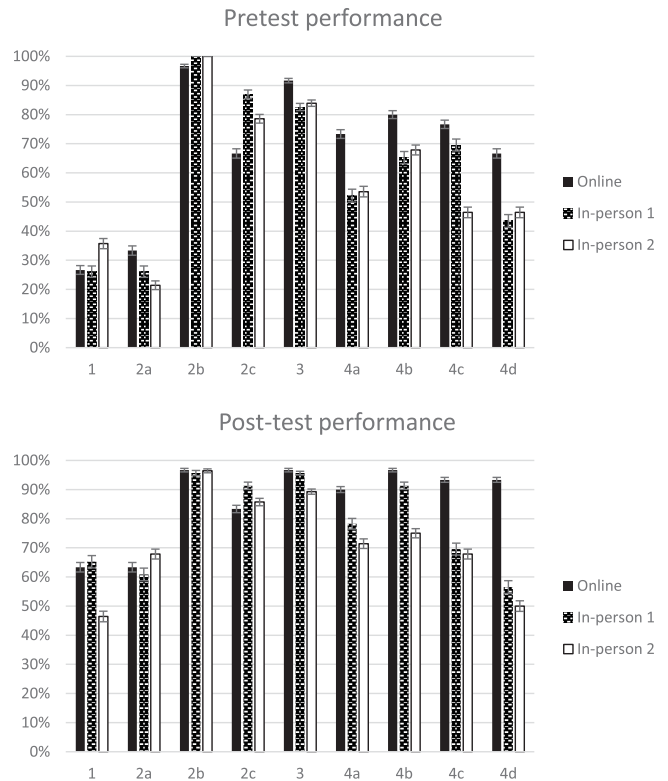 Pretest performance
100%
90%
80%
70%
60%
50%
40%
30%
20%
10%
0%
1 2a 2b 2c 3 4a 4b 4c 4d
Online
In-person 1
In-person 2
Post-test performance
100%
90%
80%
70%
60%
50%
40%
30%
20%
10%
0%
1 2a 2b 2c 3 4a 4b 4c 4d
Online
In-person 1
In-person 2